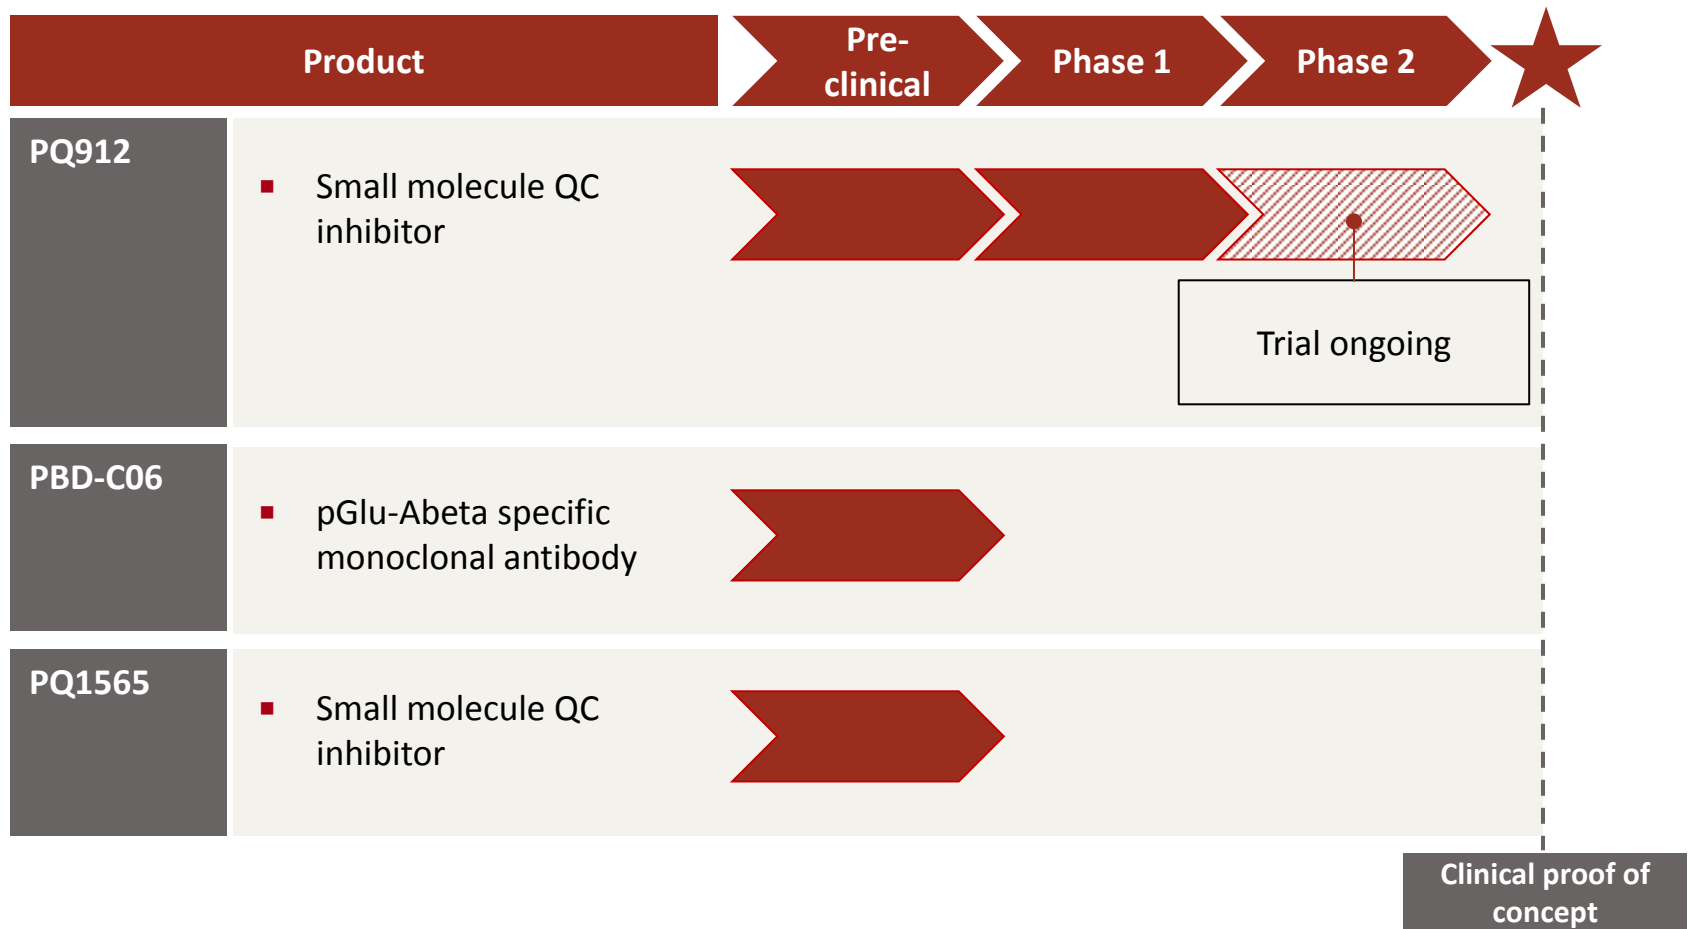 Product
Pre-
clinical
Phase 1
Phase 2
PQ912
▪ Small molecule QC
inhibitor
Trial ongoing
PBD-C06
▪ pGlu-Abeta specific
monoclonal antibody
PQ1565
▪ Small molecule QC
inhibitor
Clinical proof of
concept